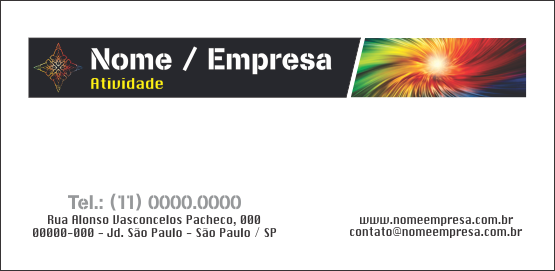 Nome / Empresa
Atividade
Tel.: (11) 0000.0000
Rua Alonso Vasconcelos Pacheco, 000
00000-000 - Jd. São Paulo - São Paulo / SP
www.nomeempresa.com.br
contato@nomeempresa.com.br